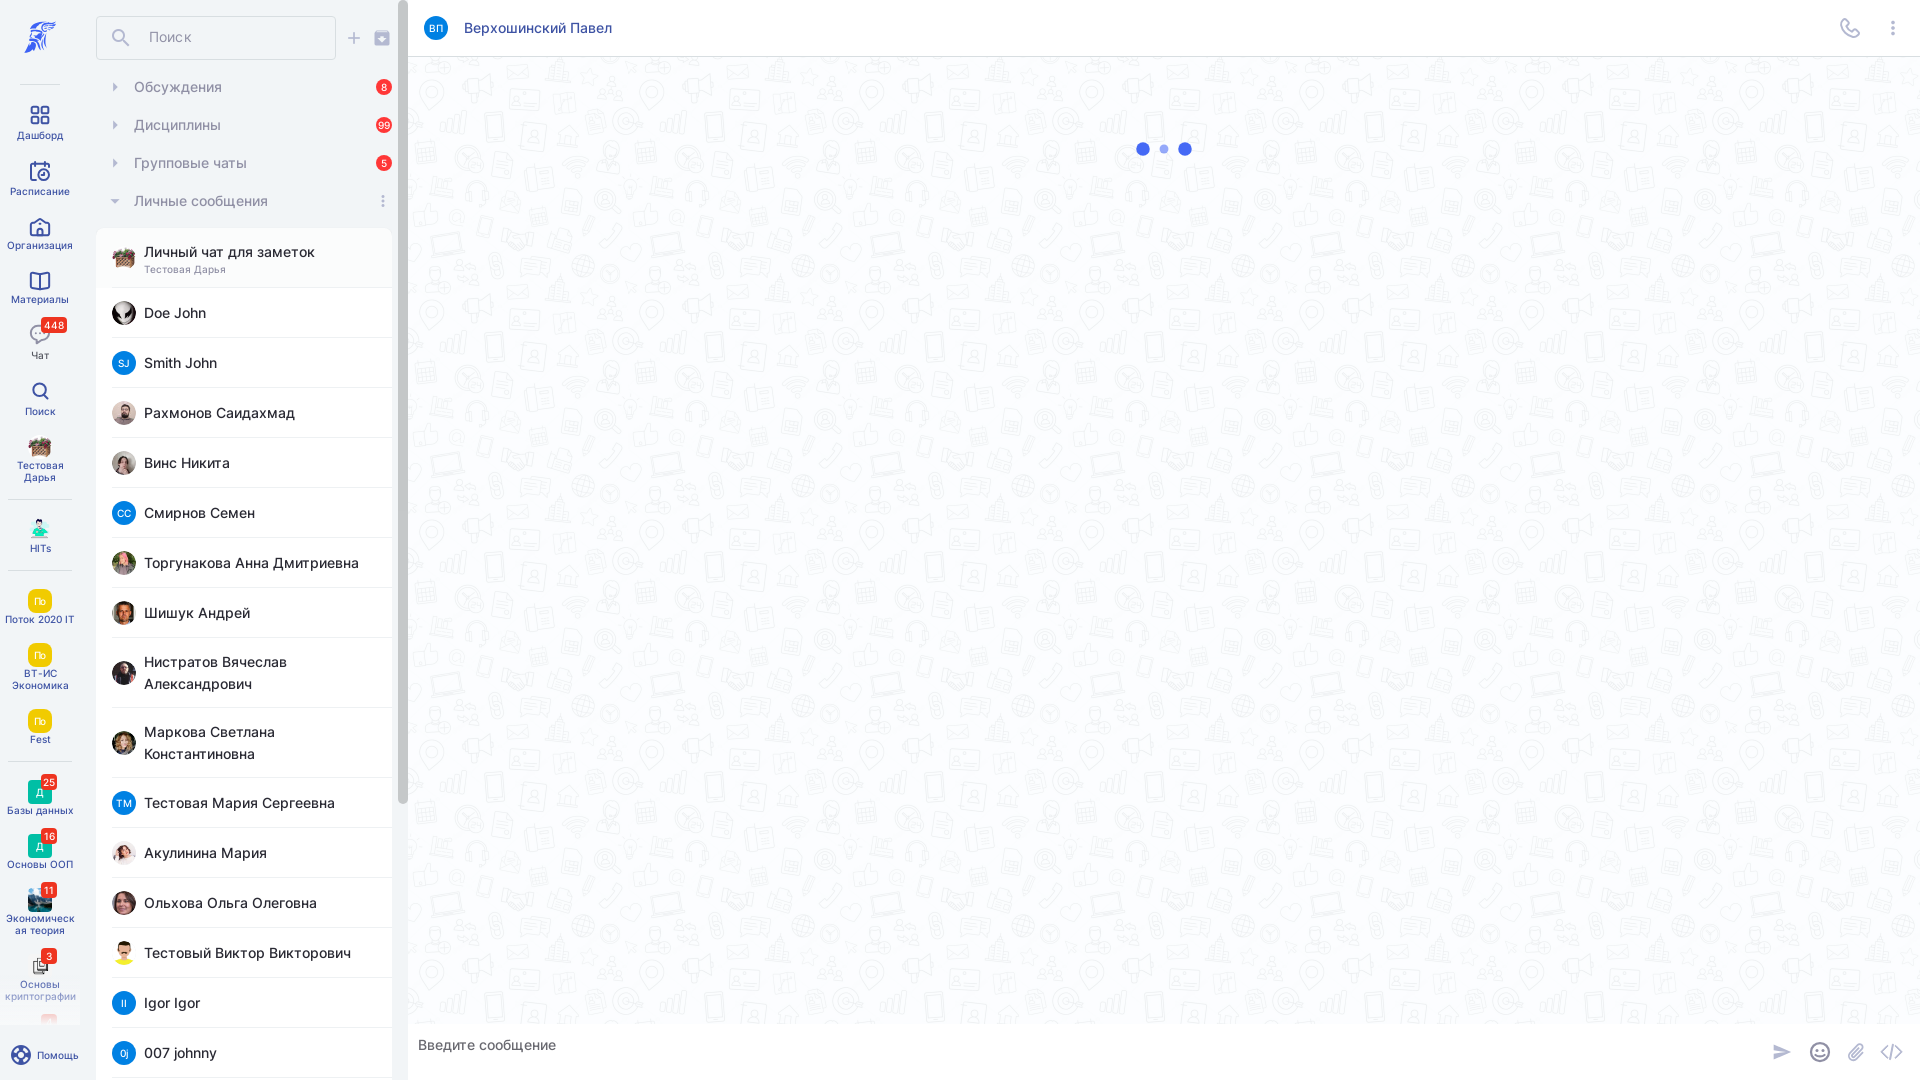 Дашборд
Расписание
Организация
Материалы
448
Чат
Поиск
Тестовая
Дарья
HITs
По
Поток 2020 IT
По
ВТ-ИС
Экономика
По
Fest
25
Д
Базы данных
16
Д
Основы ООП
11
Экономическ
ая теория
3
Основы
криптографии
Помощь
Поиск
Обсуждения
8
Дисциплины
99
Групповые чаты
5
Личные сообщения
Личный чат для заметок
Тестовая Дарья
Doe John
SJ
Smith John
Рахмонов Саидахмад
Винс Никита
СС
Смирнов Семен
Торгунакова Анна Дмитриевна
Шишук Андрей
Нистратов Вячеслав
Александрович
Маркова Светлана
Константиновна
ТМ
Тестовая Мария Сергеевна
Акулинина Мария
Ольхова Ольга Олеговна
Тестовый Виктор Викторович
II
Igor Igor
0j
007 johnny
ВП
Верхошинский Павел
Введите сообщение